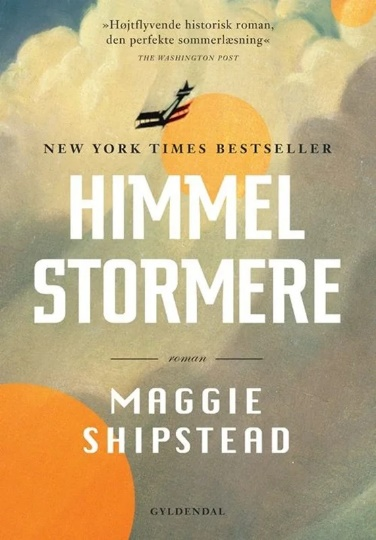 »Højtflyvende historisk roman,
den perfekte sommerlæsning«
THE WASHINGTON POST
NEW YORK TIMES BESTSELLER
HIMMEL
STORMERE
roman
MAGGIE
SHIPSTEAD
GYLDENDAL